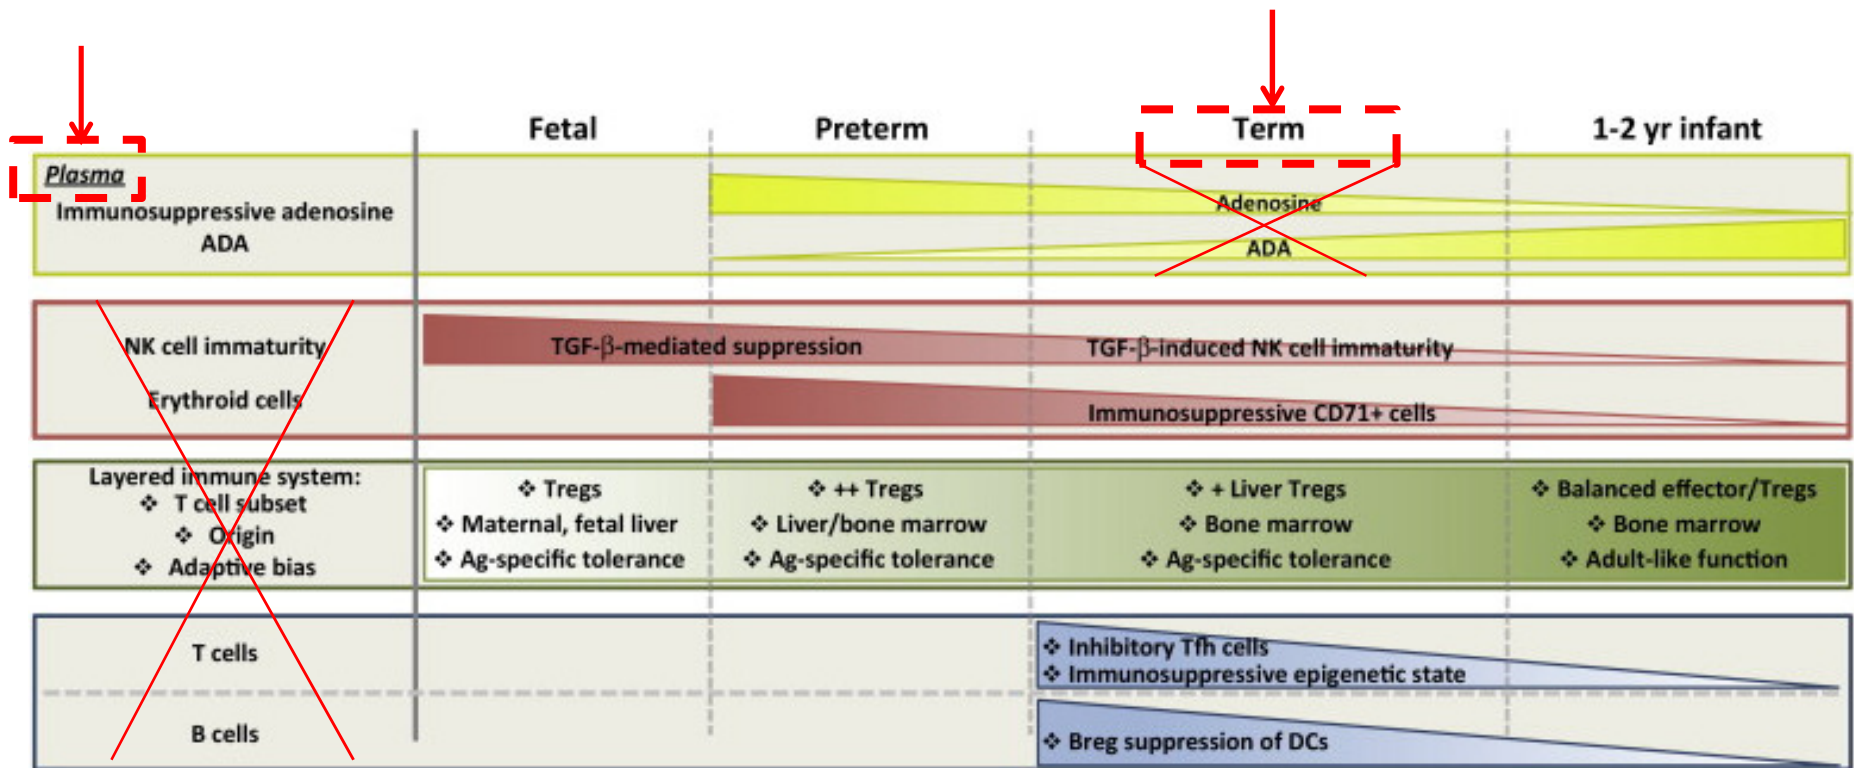 Fetal
Preterm
Term
1-2 yr infant
Plasma
Immunosuppressive adenosine
ADA
Adenosine
ADA
NK cell immaturity
TGF-β-mediated suppression
TGF-β-induced NK cell immaturity
Erythroid cells
Immunosuppressive CD71+ cells
Layered immune system:
❖ T cell subset
❖ Origin
❖ Adaptive bias
❖ Tregs
❖ Maternal, fetal liver
❖ Ag-specific tolerance
❖ ++ Tregs
❖ Liver/bone marrow
❖ Ag-specific tolerance
❖ + Liver Tregs
❖ Bone marrow
❖ Ag-specific tolerance
❖ Balanced effector/Tregs
❖ Bone marrow
❖ Adult-like function
T cells
❖ Inhibitory Tfh cells
❖ Immunosuppressive epigenetic state
B cells
❖ Breg suppression of DCs